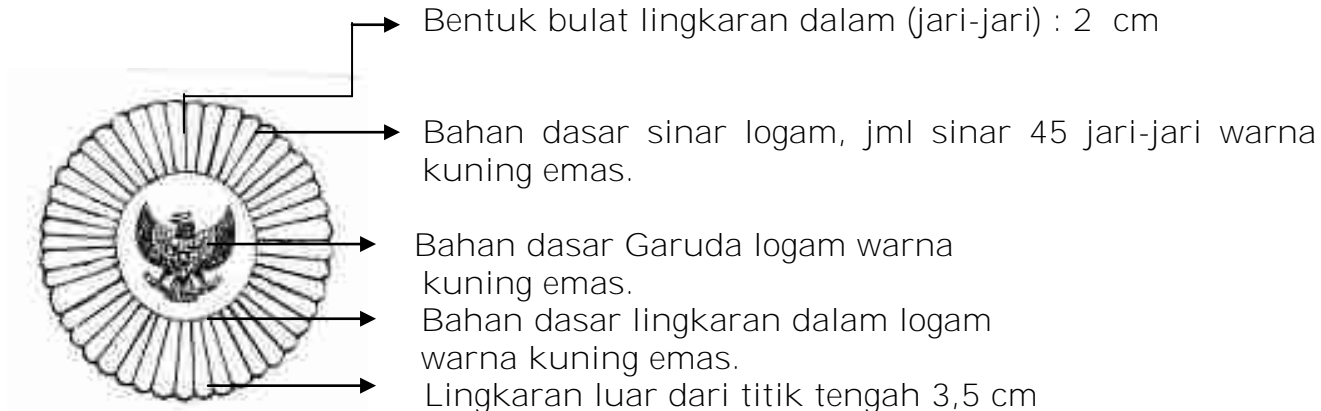 Bentuk bulat lingkaran dalam (jari-jari) : 2 cm
Bahan dasar sinar logam, jml sinar 45 jari-jari warna
kuning emas.
Bahan dasar Garuda logam warna
kuning emas.
Bahan dasar lingkaran dalam logam
warna kuning emas.
Lingkaran luar dari titik tengah 3,5 cm